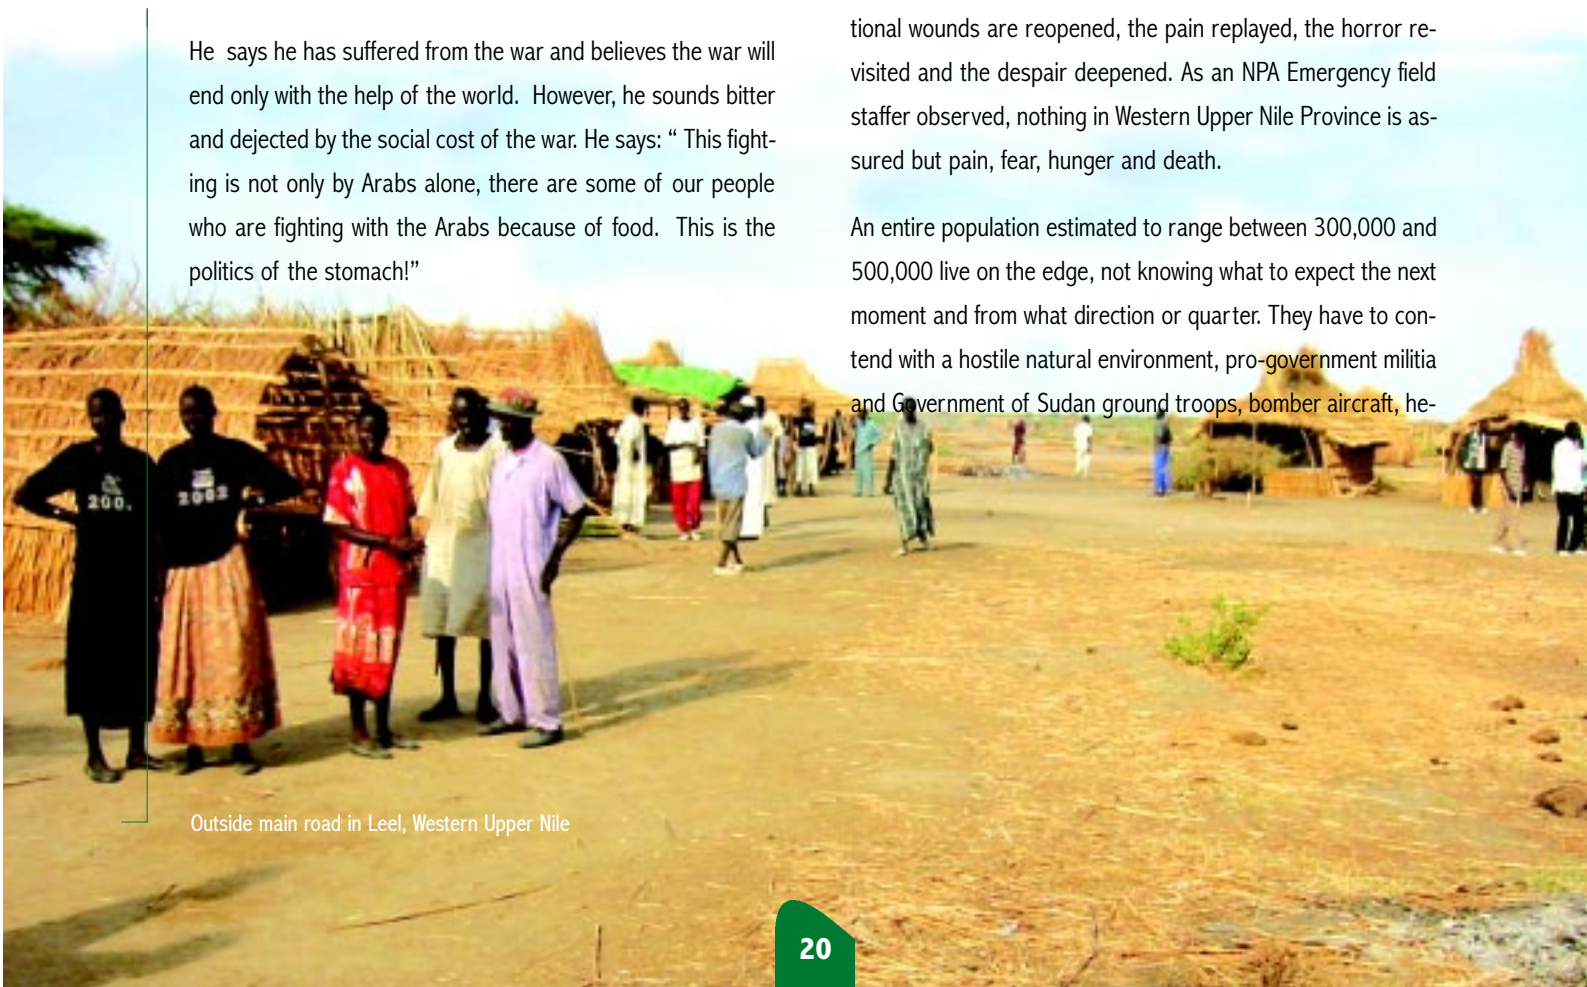 He says he has suffered from the war and believes the war will
end only with the help of the world. However, he sounds bitter
and dejected by the social cost of the war. He says: “ This fight-
ing is not only by Arabs alone, there are some of our people
who are fighting with the Arabs because of food. This is the
politics of the stomach!”
tional wounds are reopened, the pain replayed, the horror re-
visited and the despair deepened. As an NPA Emergency field
staffer observed, nothing in Western Upper Nile Province is as-
sured but pain, fear, hunger and death.
An entire population estimated to range between 300,000 and
500,000 live on the edge, not knowing what to expect the next
moment and from what direction or quarter. They have to con-
tend with a hostile natural environment, pro-government militia
and Government of Sudan ground troops, bomber aircraft, he-
200.
2002
Outside main road in Leel, Western Upper Nile
20